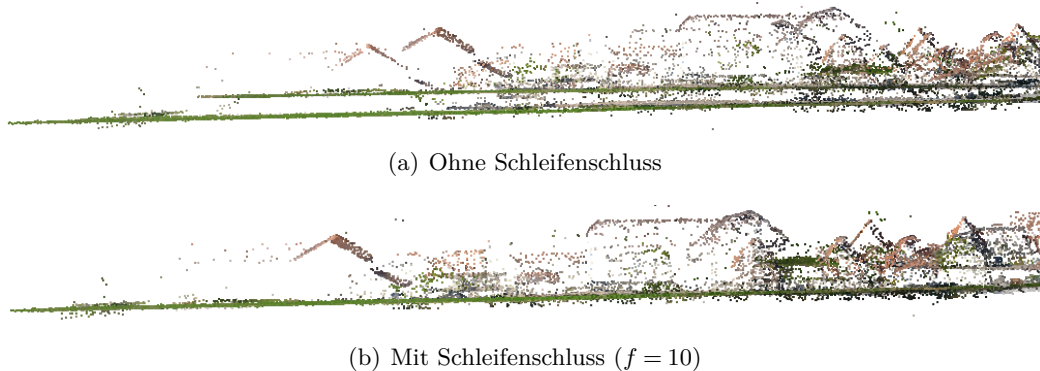 (a) Ohne Schleifenschluss
(b) Mit Schleifenschluss (f = 10)